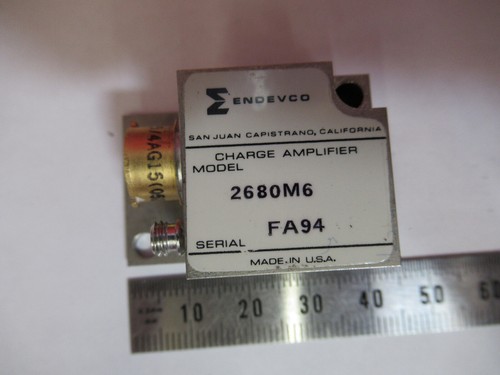 ENDEVCO
SAN JUAN CAPISTRANO, CALIFORNIA
CHARGE AMPLIFIER
MODEL
2680M6
FA94
SERIAL
MADE IN U.S.A.
10 20 30 40 50